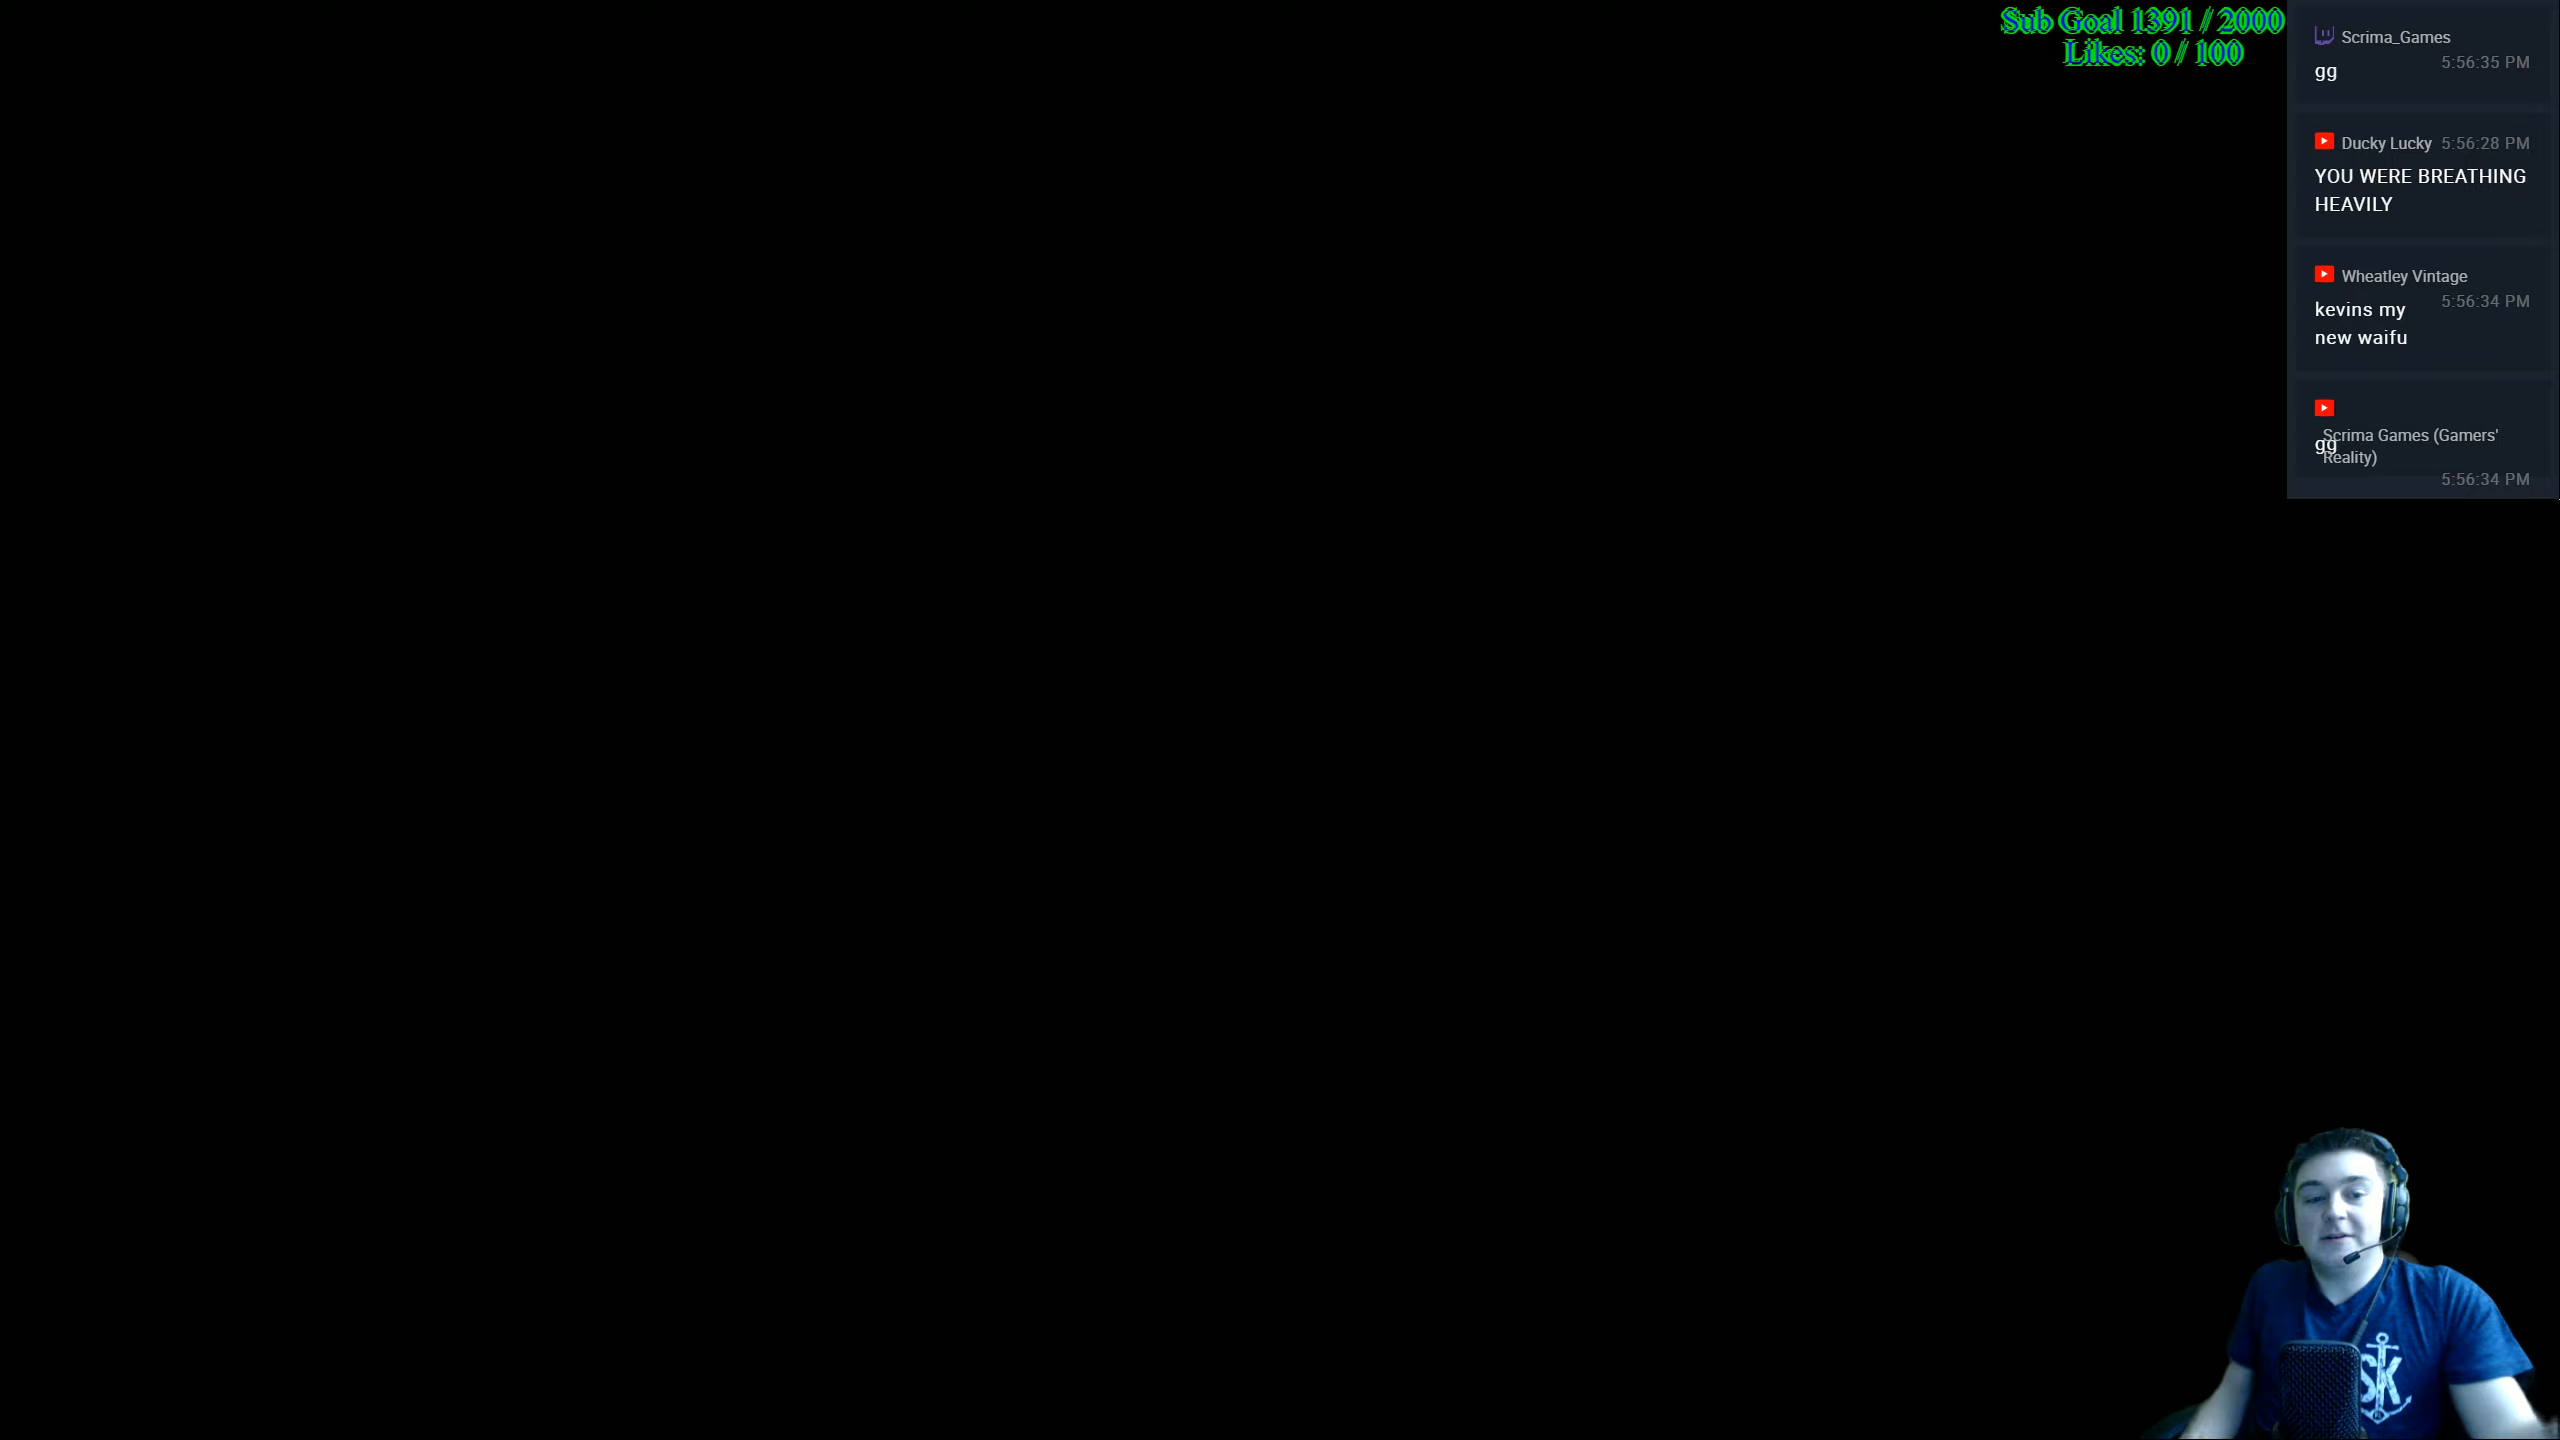 Sub Goal 1391 / 2000
Likes: 0 / 100
Scrima_Games
5:56:35 PM
gg
Ducky Lucky 5:56:28 PM
YOU WERE BREATHING
HEAVILY
Wheatley Vintage
5:56:34 PM
kevins my
new waifu
Scrima Games (Gamers'
gg
Reality)
5:56:34 PM
SK